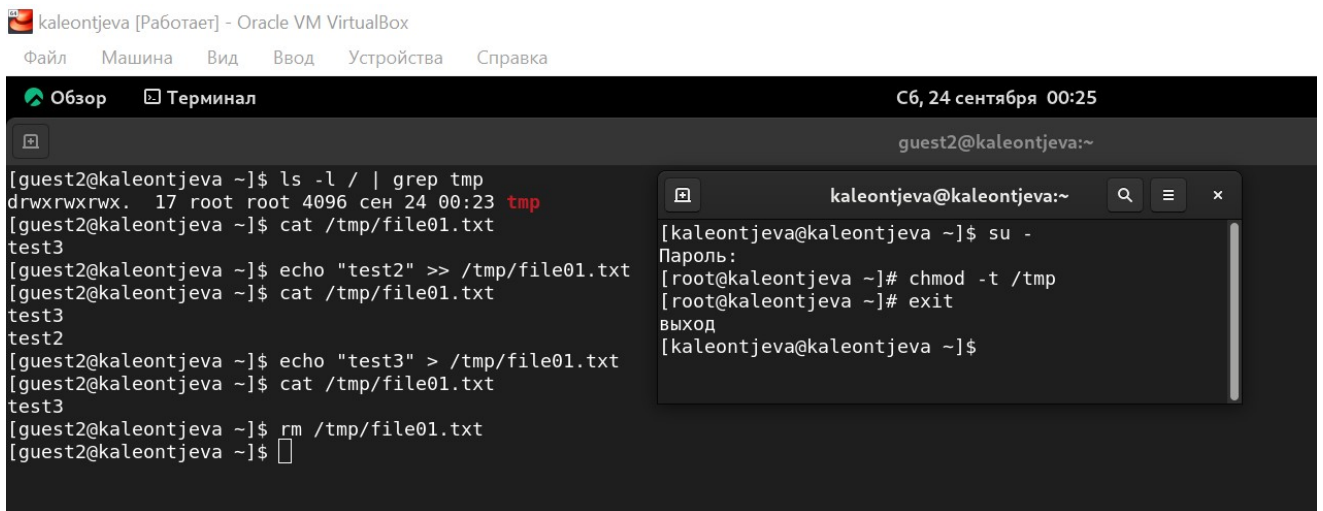 kaleontjeva [Работает] - Oracle VM VirtualBox
Файл Машина Вид Ввод Устройства Справка
Обзор Терминал Сб, 24 сентября 00:25
guest2@kaleontjeva:~
[guest2@kaleontjeva ~]$ ls -l / | grep tmp
drwxrwxrwx. 17 root root 4096 сен 24 00:23 tmp
[guest2@kaleontjeva ~]$ cat /tmp/file01.txt
test3
[guest2@kaleontjeva ~]$ echo "test2" >> /tmp/file01.txt
[guest2@kaleontjeva ~]$ cat /tmp/file01.txt
test3
test2
[guest2@kaleontjeva ~]$ echo "test3" > /tmp/file01.txt
[guest2@kaleontjeva ~]$ cat /tmp/file01.txt
test3
[guest2@kaleontjeva ~]$ rm /tmp/file01.txt
[guest2@kaleontjeva ~]$
kaleontjeva@kaleontjeva:~
[kaleontjeva@kaleontjeva ~]$ su -
Пароль:
[root@kaleontjeva ~]# chmod -t /tmp
[root@kaleontjeva ~]# exit
выход
[kaleontjeva@kaleontjeva ~]$